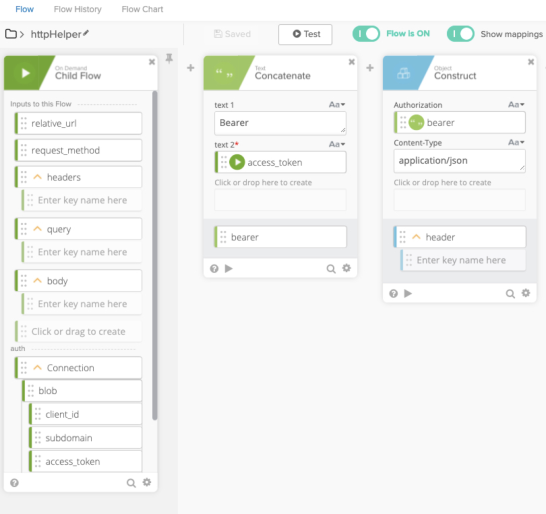 Flow Flow History Flow Chart
httpHelper Saved Test Flow is ON Show mappings
On Demand
Child Flow
Inputs to this Flow
relative_url
request_method
headers
Enter key name here
query
Enter key name here
body
Enter key name here
Click or drag to create
auth
Connection
blob
client_id
subdomain
access_token
Text
Concatenate
text 1 Aa
Bearer
text 2* Aa
access_token
Click or drop here to create
bearer
Object
Construct
Authorization Aa
bearer
Content-Type Aa
application/json
Click or drop here to create
header
Enter key name here